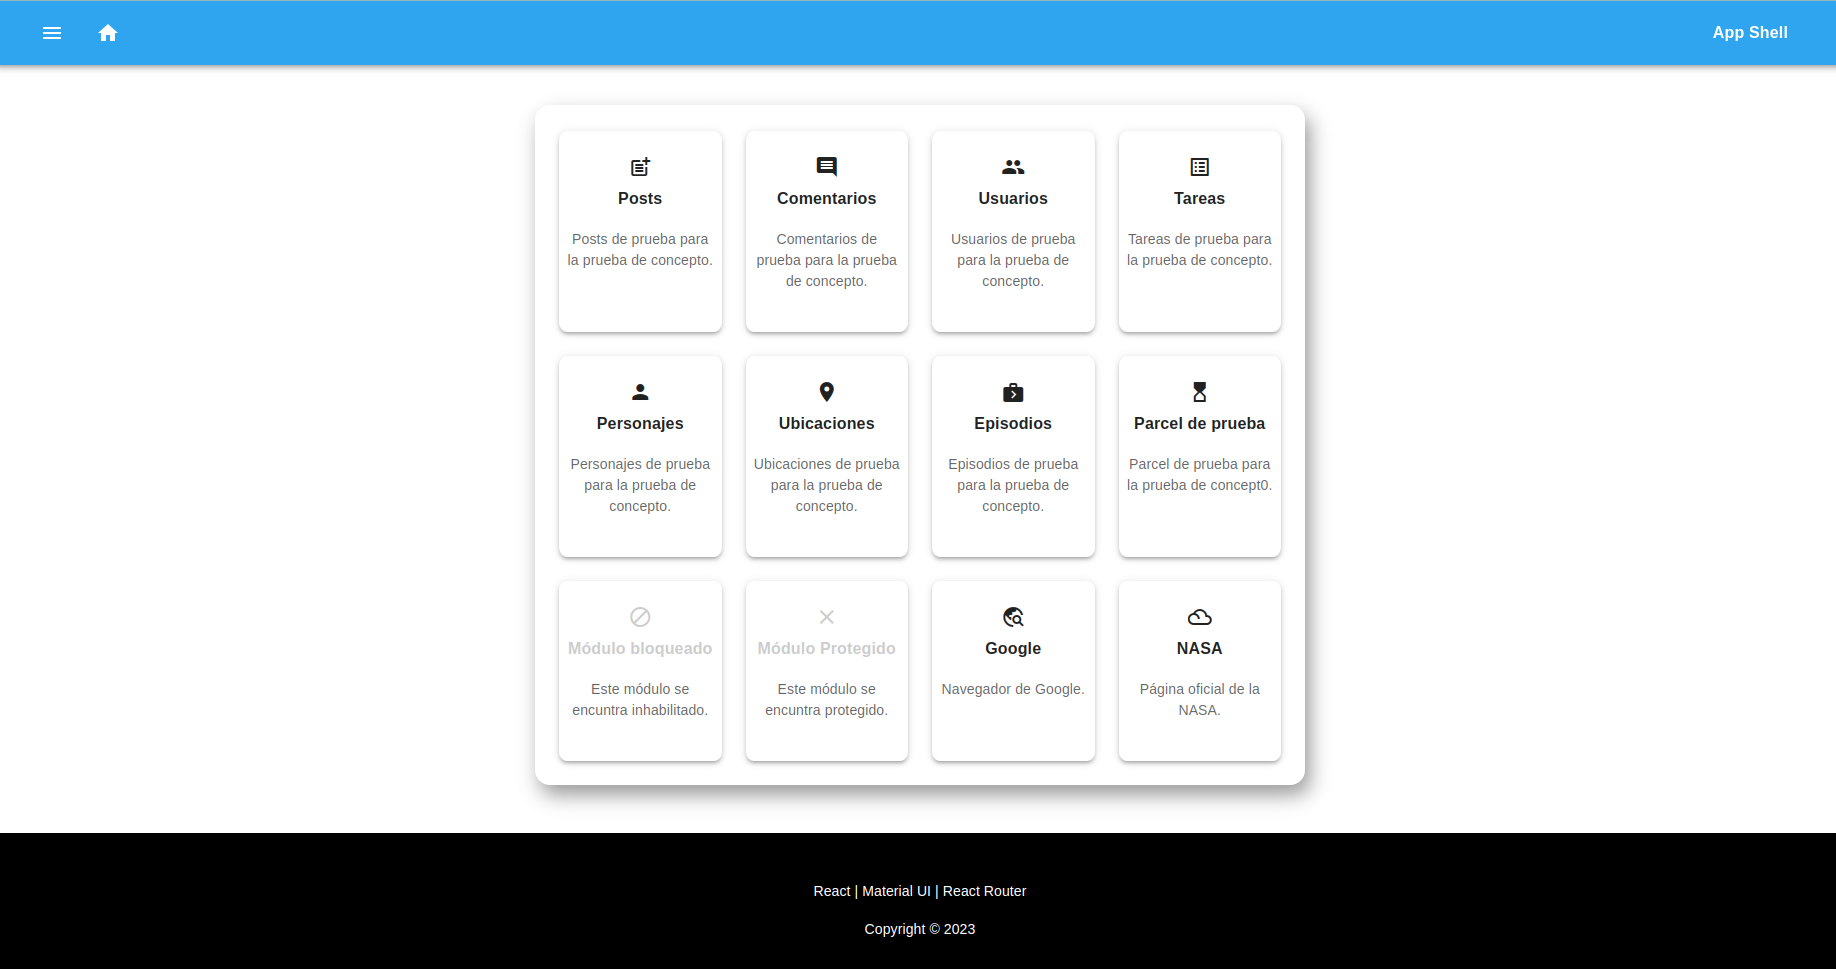 App Shell
Posts
Posts de prueba para
la prueba de concepto.
Comentarios
Comentarios de
prueba para la prueba
de concepto.
Usuarios
Usuarios de prueba
para la prueba de
concepto.
Tareas
Tareas de prueba para
la prueba de concepto.
Personajes
Personajes de prueba
para la prueba de
concepto.
Ubicaciones
Ubicaciones de prueba
para la prueba de
concepto.
Episodios
Episodios de prueba
para la prueba de
concepto.
Parcel de prueba
Parcel de prueba para
la prueba de concept0.
Módulo bloqueado
Este módulo se
encuntra inhabilitado.
Módulo Protegido
Este módulo se
encuntra protegido.
Google
Navegador de Google.
NASA
Página oficial de la
NASA.
React | Material UI | React Router
Copyright © 2023